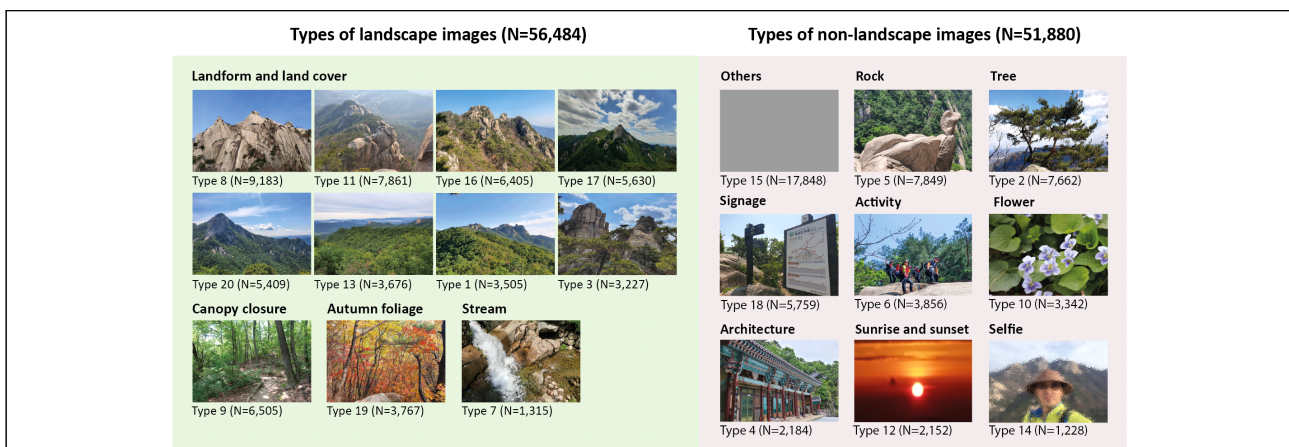 Types of landscape images (N=56,484)
Types of non-landscape images (N=51,880)
Landform and land cover
Type 8 (N=9,183)
Type 11 (N=7,861)
Type 16 (N=6,405)
Type 17 (N=5,630)
Type 20 (N=5,409)
Type 13 (N=3,676)
Type 1 (N=3,505)
Type 3 (N=3,227)
Canopy closure
Autumn foliage
Stream
Type 9 (N=6,505)
Type 19 (N=3,767)
Type 7 (N=1,315)
Others
Rock
Tree
Type 15 (N=17,848)
Type 5 (N=7,849)
Type 2 (N=7,662)
Signage
Activity
Flower
Type 18 (N=5,759)
Type 6 (N=3,856)
Type 10 (N=3,342)
Architecture
Sunrise and sunset
Selfie
Type 4 (N=2,184)
Type 12 (N=2,152)
Type 14 (N=1,228)